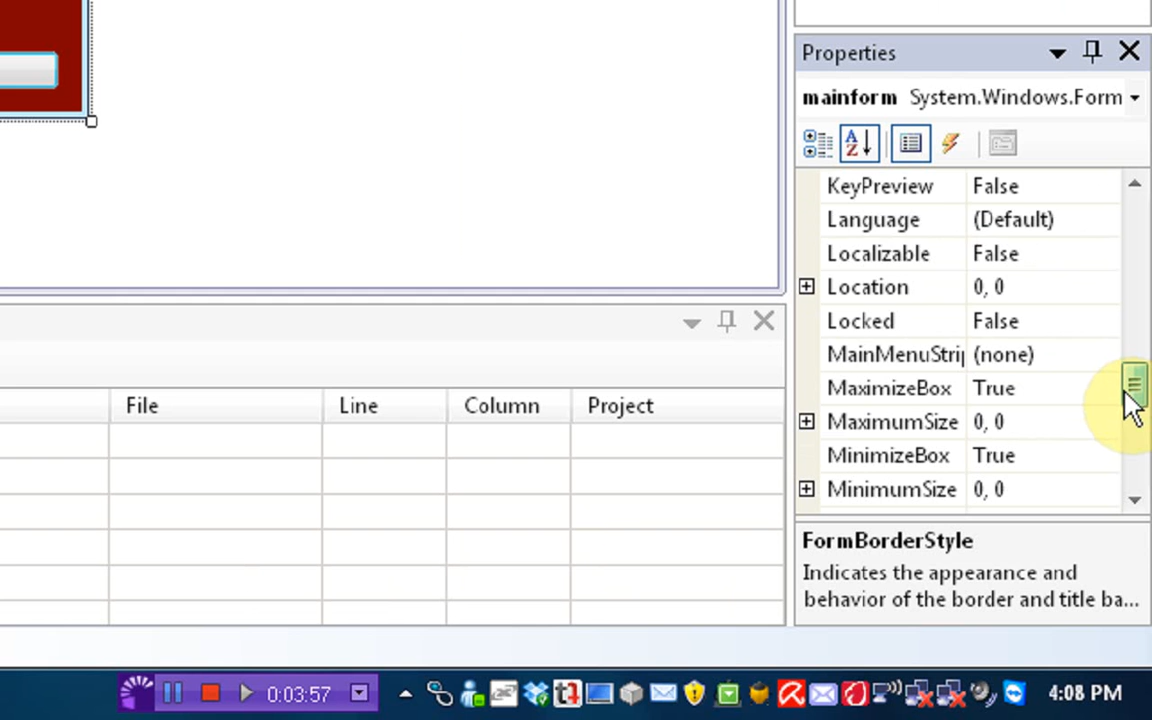 Properties
mainform System.Windows.Form
KeyPreview False
Language (Default)
Localizable False
Location 0, 0
Locked False
MainMenuStri (none)
MaximizeBox True
MaximumSize 0, 0
MinimizeBox True
MinimumSize 0, 0
FormBorderStyle
Indicates the appearance and
behavior of the border and title ba...
File Line Column Project
0:03:57 4:08 PM